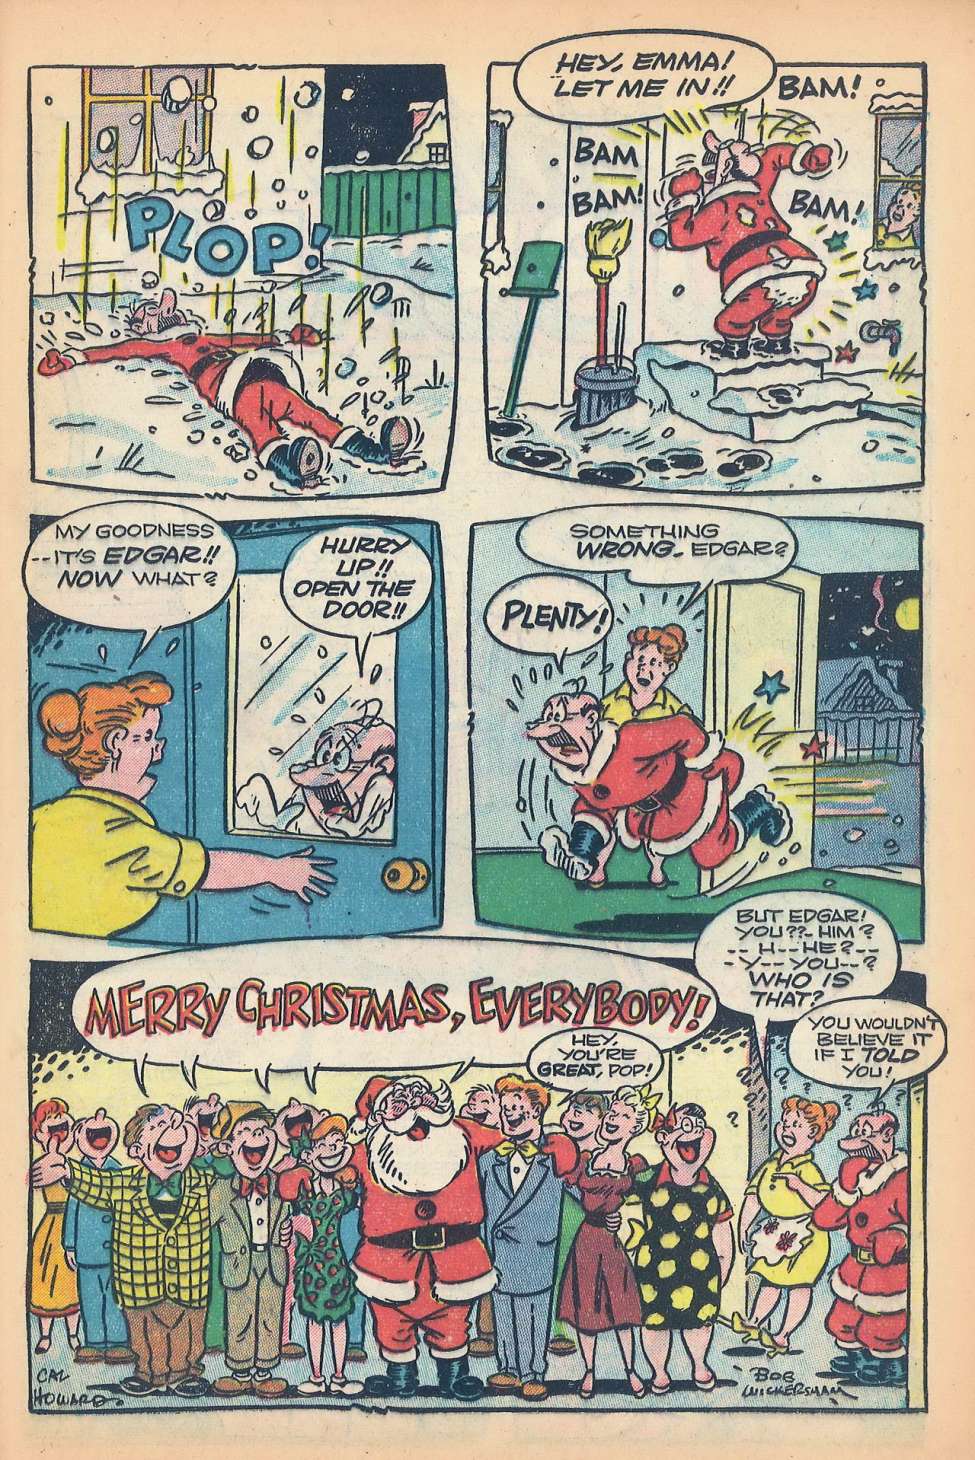 PLOP!
HEY, EMMA!
LET ME IN!!
BAM!
BAM
BAM!
BAM!
MY GOODNESS
--IT'S EDGAR!!
NOW WHAT?
HURRY
UP!!
OPEN THE
DOOR!!
SOMETHING
WRONG, EDGAR?
PLENTY!
MERRY CHRISTMAS, EVERYBODY!
HEY,
YOU'RE
GREAT, POP!
BUT EDGAR!
YOU??-HIM?
--H--HE?--
-Y--YOU--?
WHO IS
THAT?
YOU WOULDN'T
BELIEVE IT
IF I TOLD
YOU!
CAL
HOWARD.
BOB
WICKERSHAM